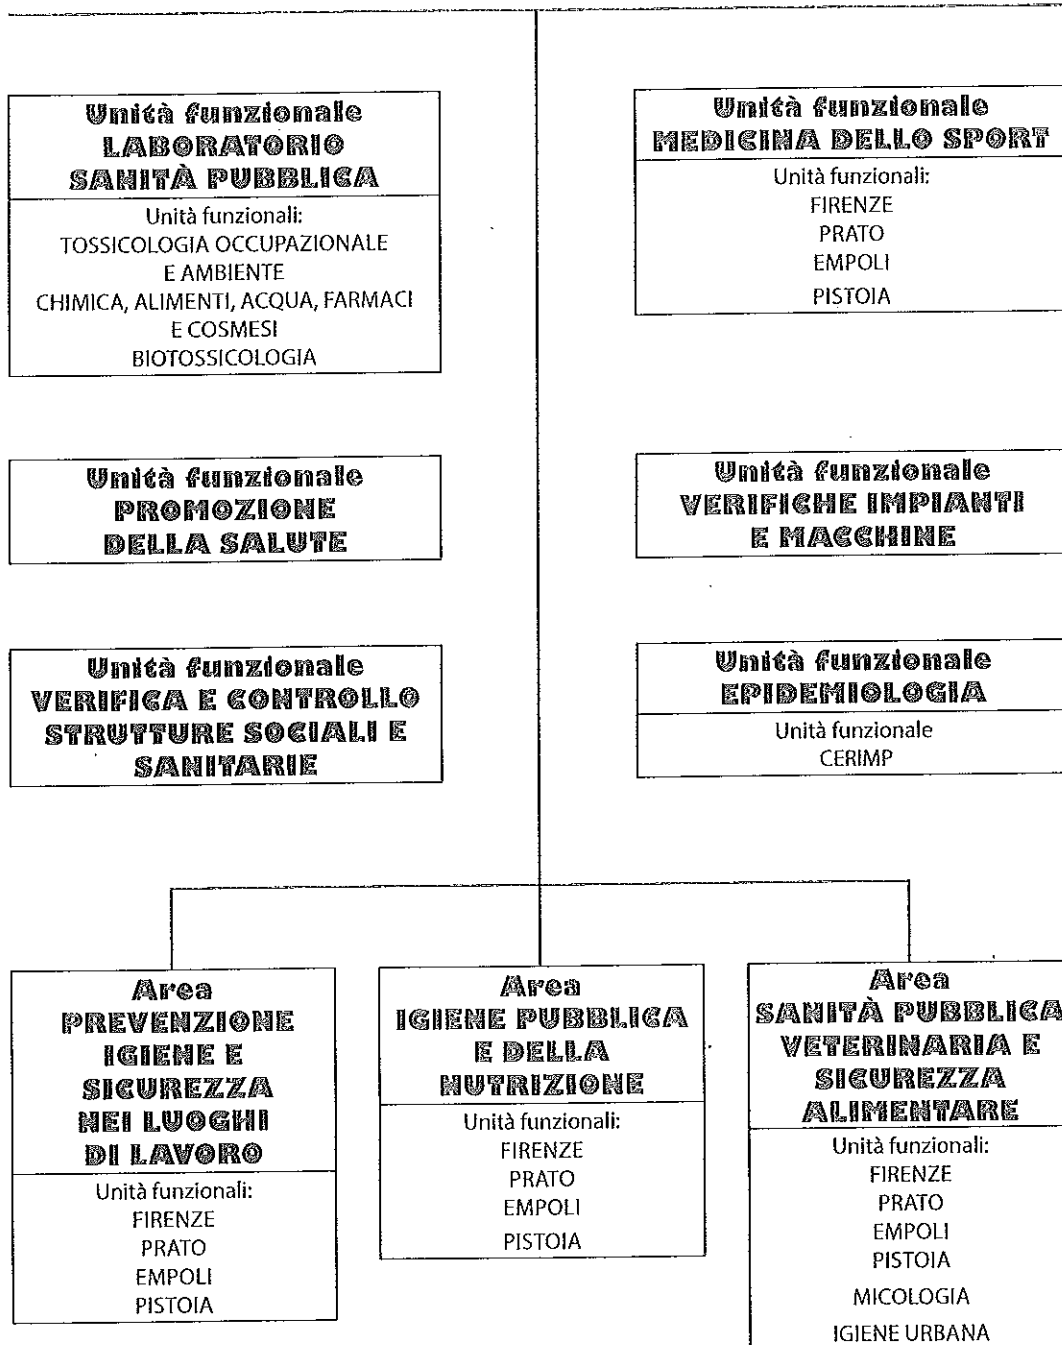 Unità funzionale
LABORATORIO
SANITÀ PUBBLICA
Unità funzionali:
TOSSICOLOGIA OCCUPAZIONALE
E AMBIENTE
CHIMICA, ALIMENTI, ACQUA, FARMACI
E COSMESI
BIOTOSSICOLOGIA
Unità funzionale
MEDICINA DELLO SPORT
Unità funzionali:
FIRENZE
PRATO
EMPOLI
PISTOIA
Unità funzionale
PROMOZIONE
DELLA SALUTE
Unità funzionale
VERIFICHE IMPIANTI
E MACCHINE
Unità funzionale
VERIFICA E CONTROLLO
STRUTTURE SOCIALI E
SANITARIE
Unità funzionale
EPIDEMIOLOGIA
Unità funzionale
CERIMP
Area
PREVENZIONE
IGIENE E
SICUREZZA
NEI LUOGHI
DI LAVORO
Unità funzionali:
FIRENZE
PRATO
EMPOLI
PISTOIA
Area
IGIENE PUBBLICA
E DELLA
NUTRIZIONE
Unità funzionali:
FIRENZE
PRATO
EMPOLI
PISTOIA
Area
SANITÀ PUBBLICA
VETERINARIA E
SICUREZZA
ALIMENTARE
Unità funzionali:
FIRENZE
PRATO
EMPOLI
PISTOIA
MICOLOGIA
IGIENE URBANA